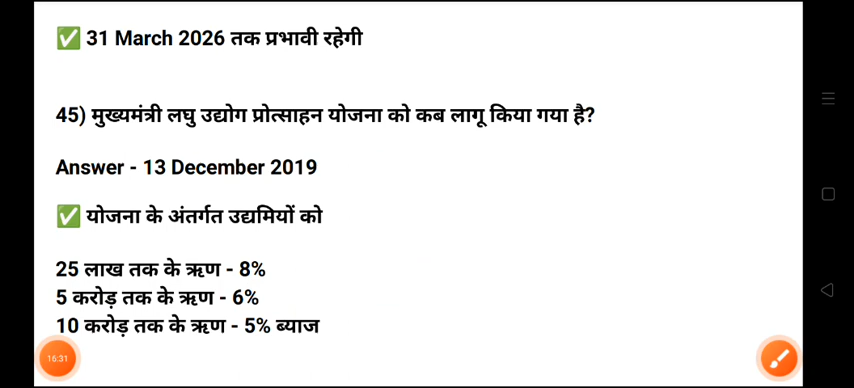 ✅ 31 March 2026 तक प्रभावी रहेगी
45) मुख्यमंत्री लघु उद्योग प्रोत्साहन योजना को कब लागू किया गया है?
Answer - 13 December 2019
✅ योजना के अंतर्गत उद्यमियों को
25 लाख तक के ऋण - 8%
5 करोड़ तक के ऋण - 6%
10 करोड़ तक के ऋण - 5% ब्याज
16:31